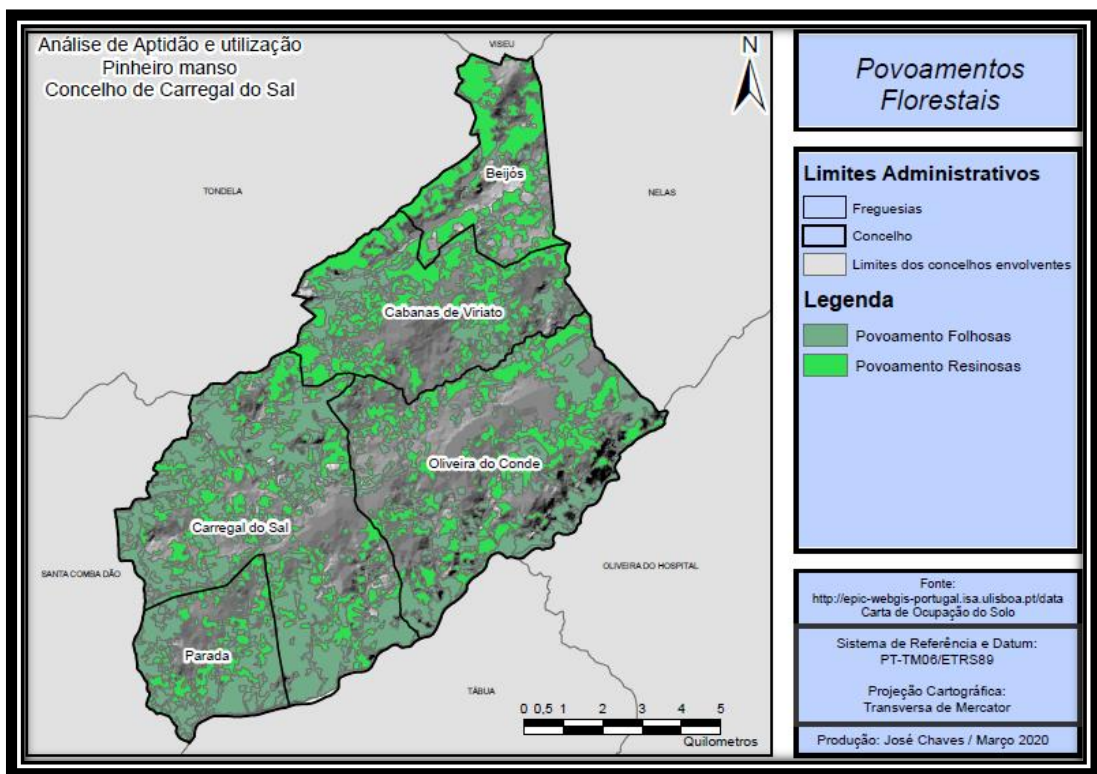 Análise de Aptidão e utilização
Pinheiro manso
Concelho de Carregal do Sal
VISEU
N
TONDELA
NELAS
Beijós
Cabanas de Viriato
Oliveira do Conde
Carregal do Sal
SANTA COMBA DÃO
OLIVEIRA DO HOSPITAL
Parada
TÁBUA
0 0,5 1 2 3 4 5
Quilometros
Povoamentos
Florestais
Limites Administrativos
Freguesias
Concelho
Limites dos concelhos envolventes
Legenda
Povoamento Folhosas
Povoamento Resinosas
Fonte:
http://epic-webgis-portugal.isa.ulisboa.pt/data
Carta de Ocupação do Solo
Sistema de Referência e Datum:
PT-TM06/ETRS89
Projeção Cartográfica:
Transversa de Mercator
Produção: José Chaves / Março 2020